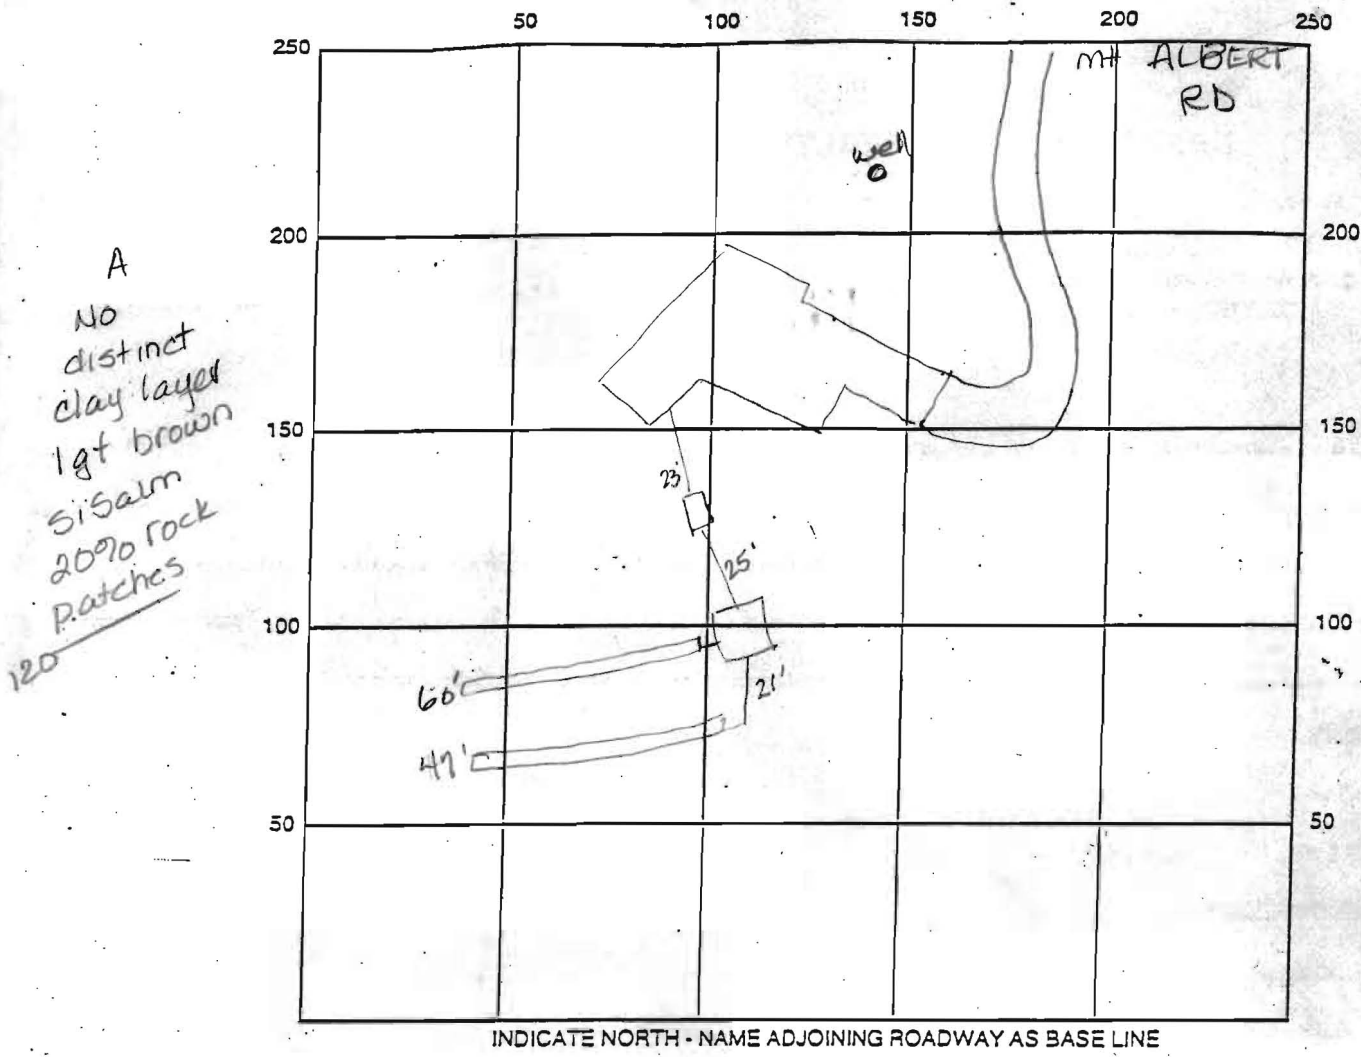 50 100 150 200 250
250
Mt ALBERT
RD
well
200 200
A
No
distinct
clay layer
lgt brown
SiSaLm
20% rock
patches
120
150 150
23'
25'
100 100
60'
21'
47'
50 50
INDICATE NORTH - NAME ADJOINING ROADWAY AS BASE LINE